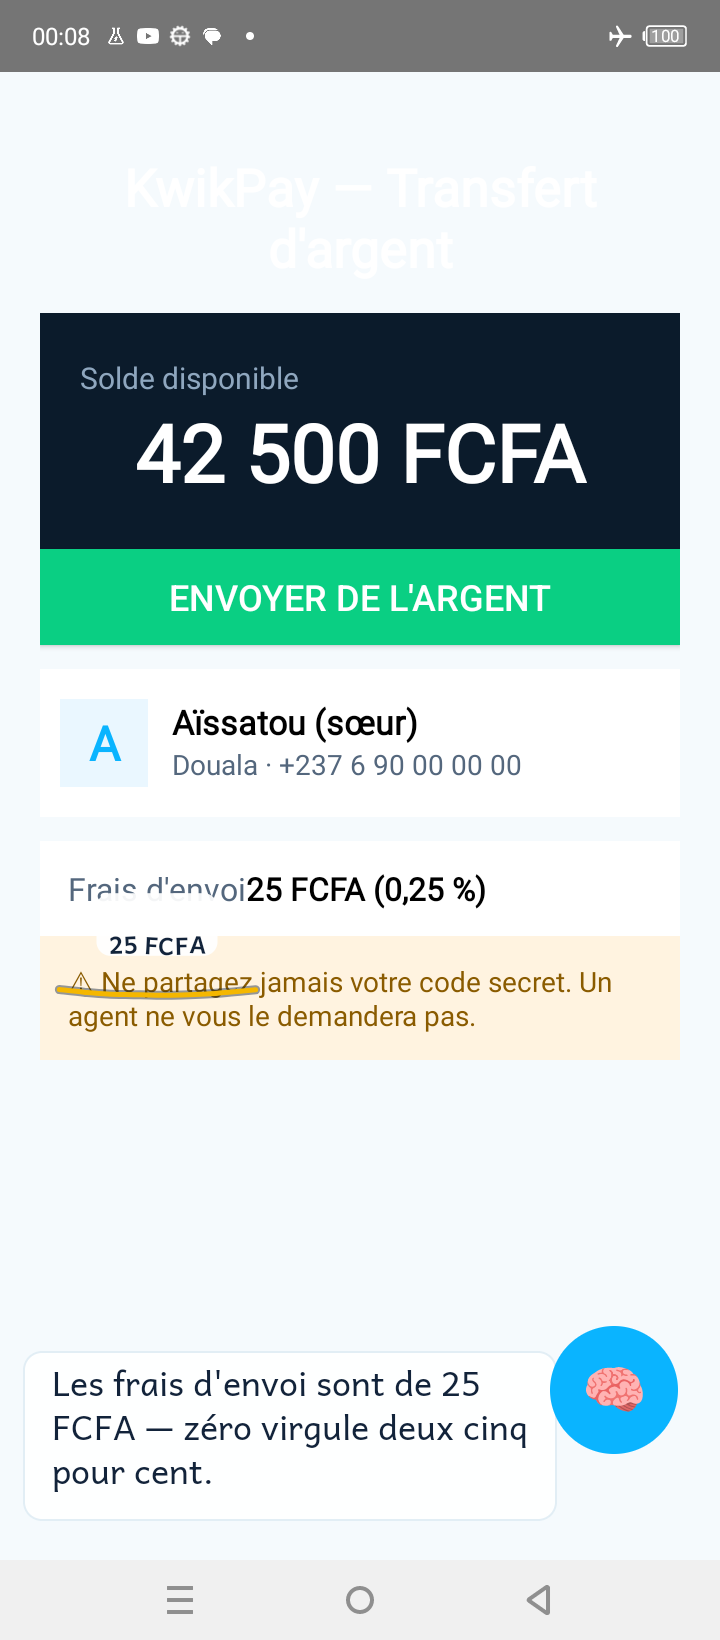 00:08
100
KwikPay — Transfert
d'argent
Solde disponible
42 500 FCFA
ENVOYER DE L'ARGENT
A
Aïssatou (sœur)
Douala · +237 6 90 00 00 00
Frais d'envoi25 FCFA (0,25 %)
25 FCFA
⚠ Ne partagez jamais votre code secret. Un
agent ne vous le demandera pas.
Les frais d'envoi sont de 25
FCFA — zéro virgule deux cinq
pour cent.